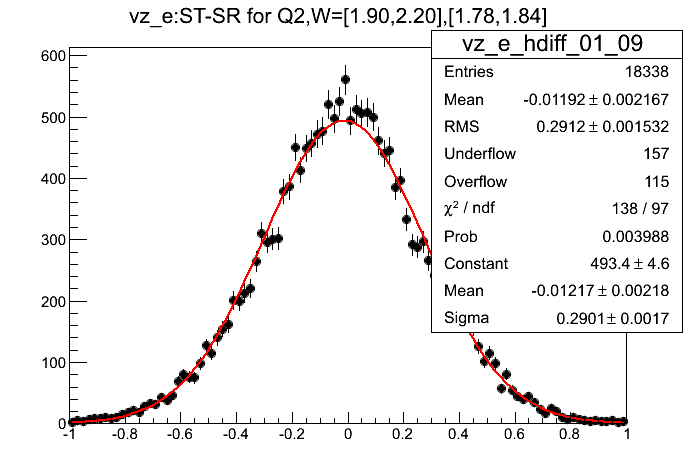 vz_e:ST-SR for Q2,W=[1.90,2.20],[1.78,1.84]
vz_e_hdiff_01_09
Entries 18338
Mean -0.01192 ± 0.002167
RMS 0.2912 ± 0.001532
Underflow 157
Overflow 115
χ² / ndf 138 / 97
Prob 0.003988
Constant 493.4 ± 4.6
Mean -0.01217 ± 0.00218
Sigma 0.2901 ± 0.0017
600
500
400
300
200
100
0
-1 -0.8 -0.6 -0.4 -0.2 0 0.2 0.4 0.6 0.8 1